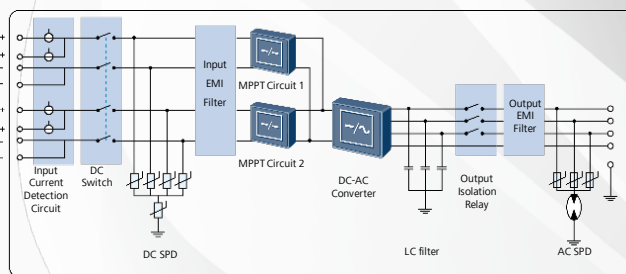 +
+
−
−
+
+
−
−
Input
Current
Detection
Circuit
DC
Switch
DC SPD
Input
EMI
Filter
MPPT Circuit 1
MPPT Circuit 2
DC-AC
Converter
LC filter
Output
Isolation
Relay
Output
EMI
Filter
AC SPD